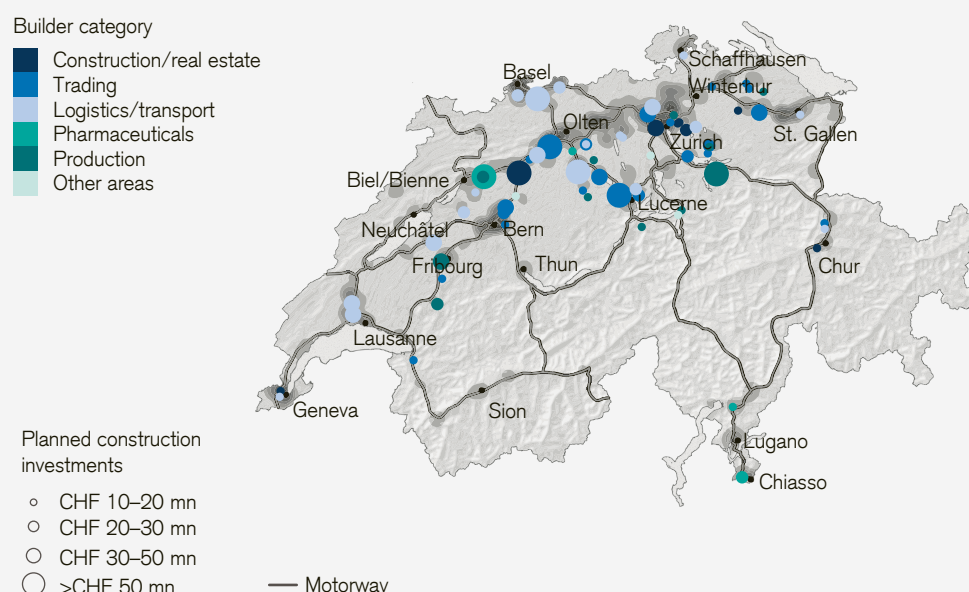 Builder category
Construction/real estate
Trading
Logistics/transport
Pharmaceuticals
Production
Other areas
Schaffhausen
Basel
Winterhur
Olten
St. Gallen
Zurich
Biel/Bienne
Lucerne
Neuchâtel
Bern
Fribourg
Thun
Chur
Lausanne
Geneva
Sion
Lugano
Chiasso
Planned construction
investments
CHF 10–20 mn
CHF 20–30 mn
CHF 30–50 mn
>CHF 50 mn
Motorway